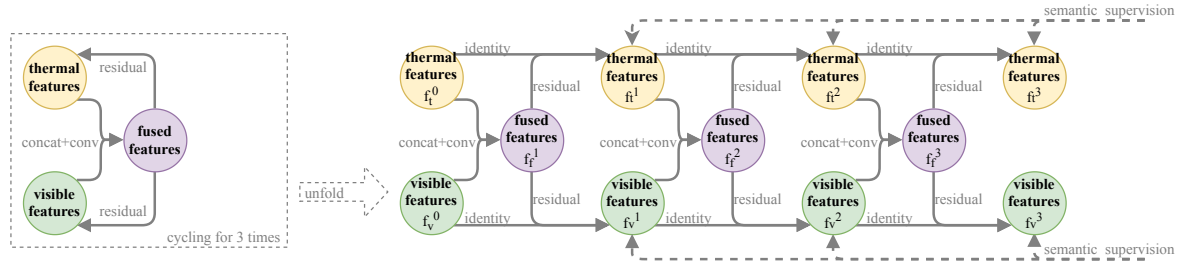 thermal
features
residual
concat+conv
fused
features
visible
features
residual
cycling for 3 times
unfold
semantic supervision
thermal
features
f_t^0
identity
residual
concat+conv
fused
features
f_f^1
visible
features
f_v^0
identity
residual
thermal
features
ft^1
identity
residual
concat+conv
fused
features
f_f^2
visible
features
fv^1
identity
residual
thermal
features
ft^2
identity
residual
concat+conv
fused
features
f_f^3
visible
features
fv^2
identity
residual
thermal
features
ft^3
visible
features
fv^3
semantic supervision